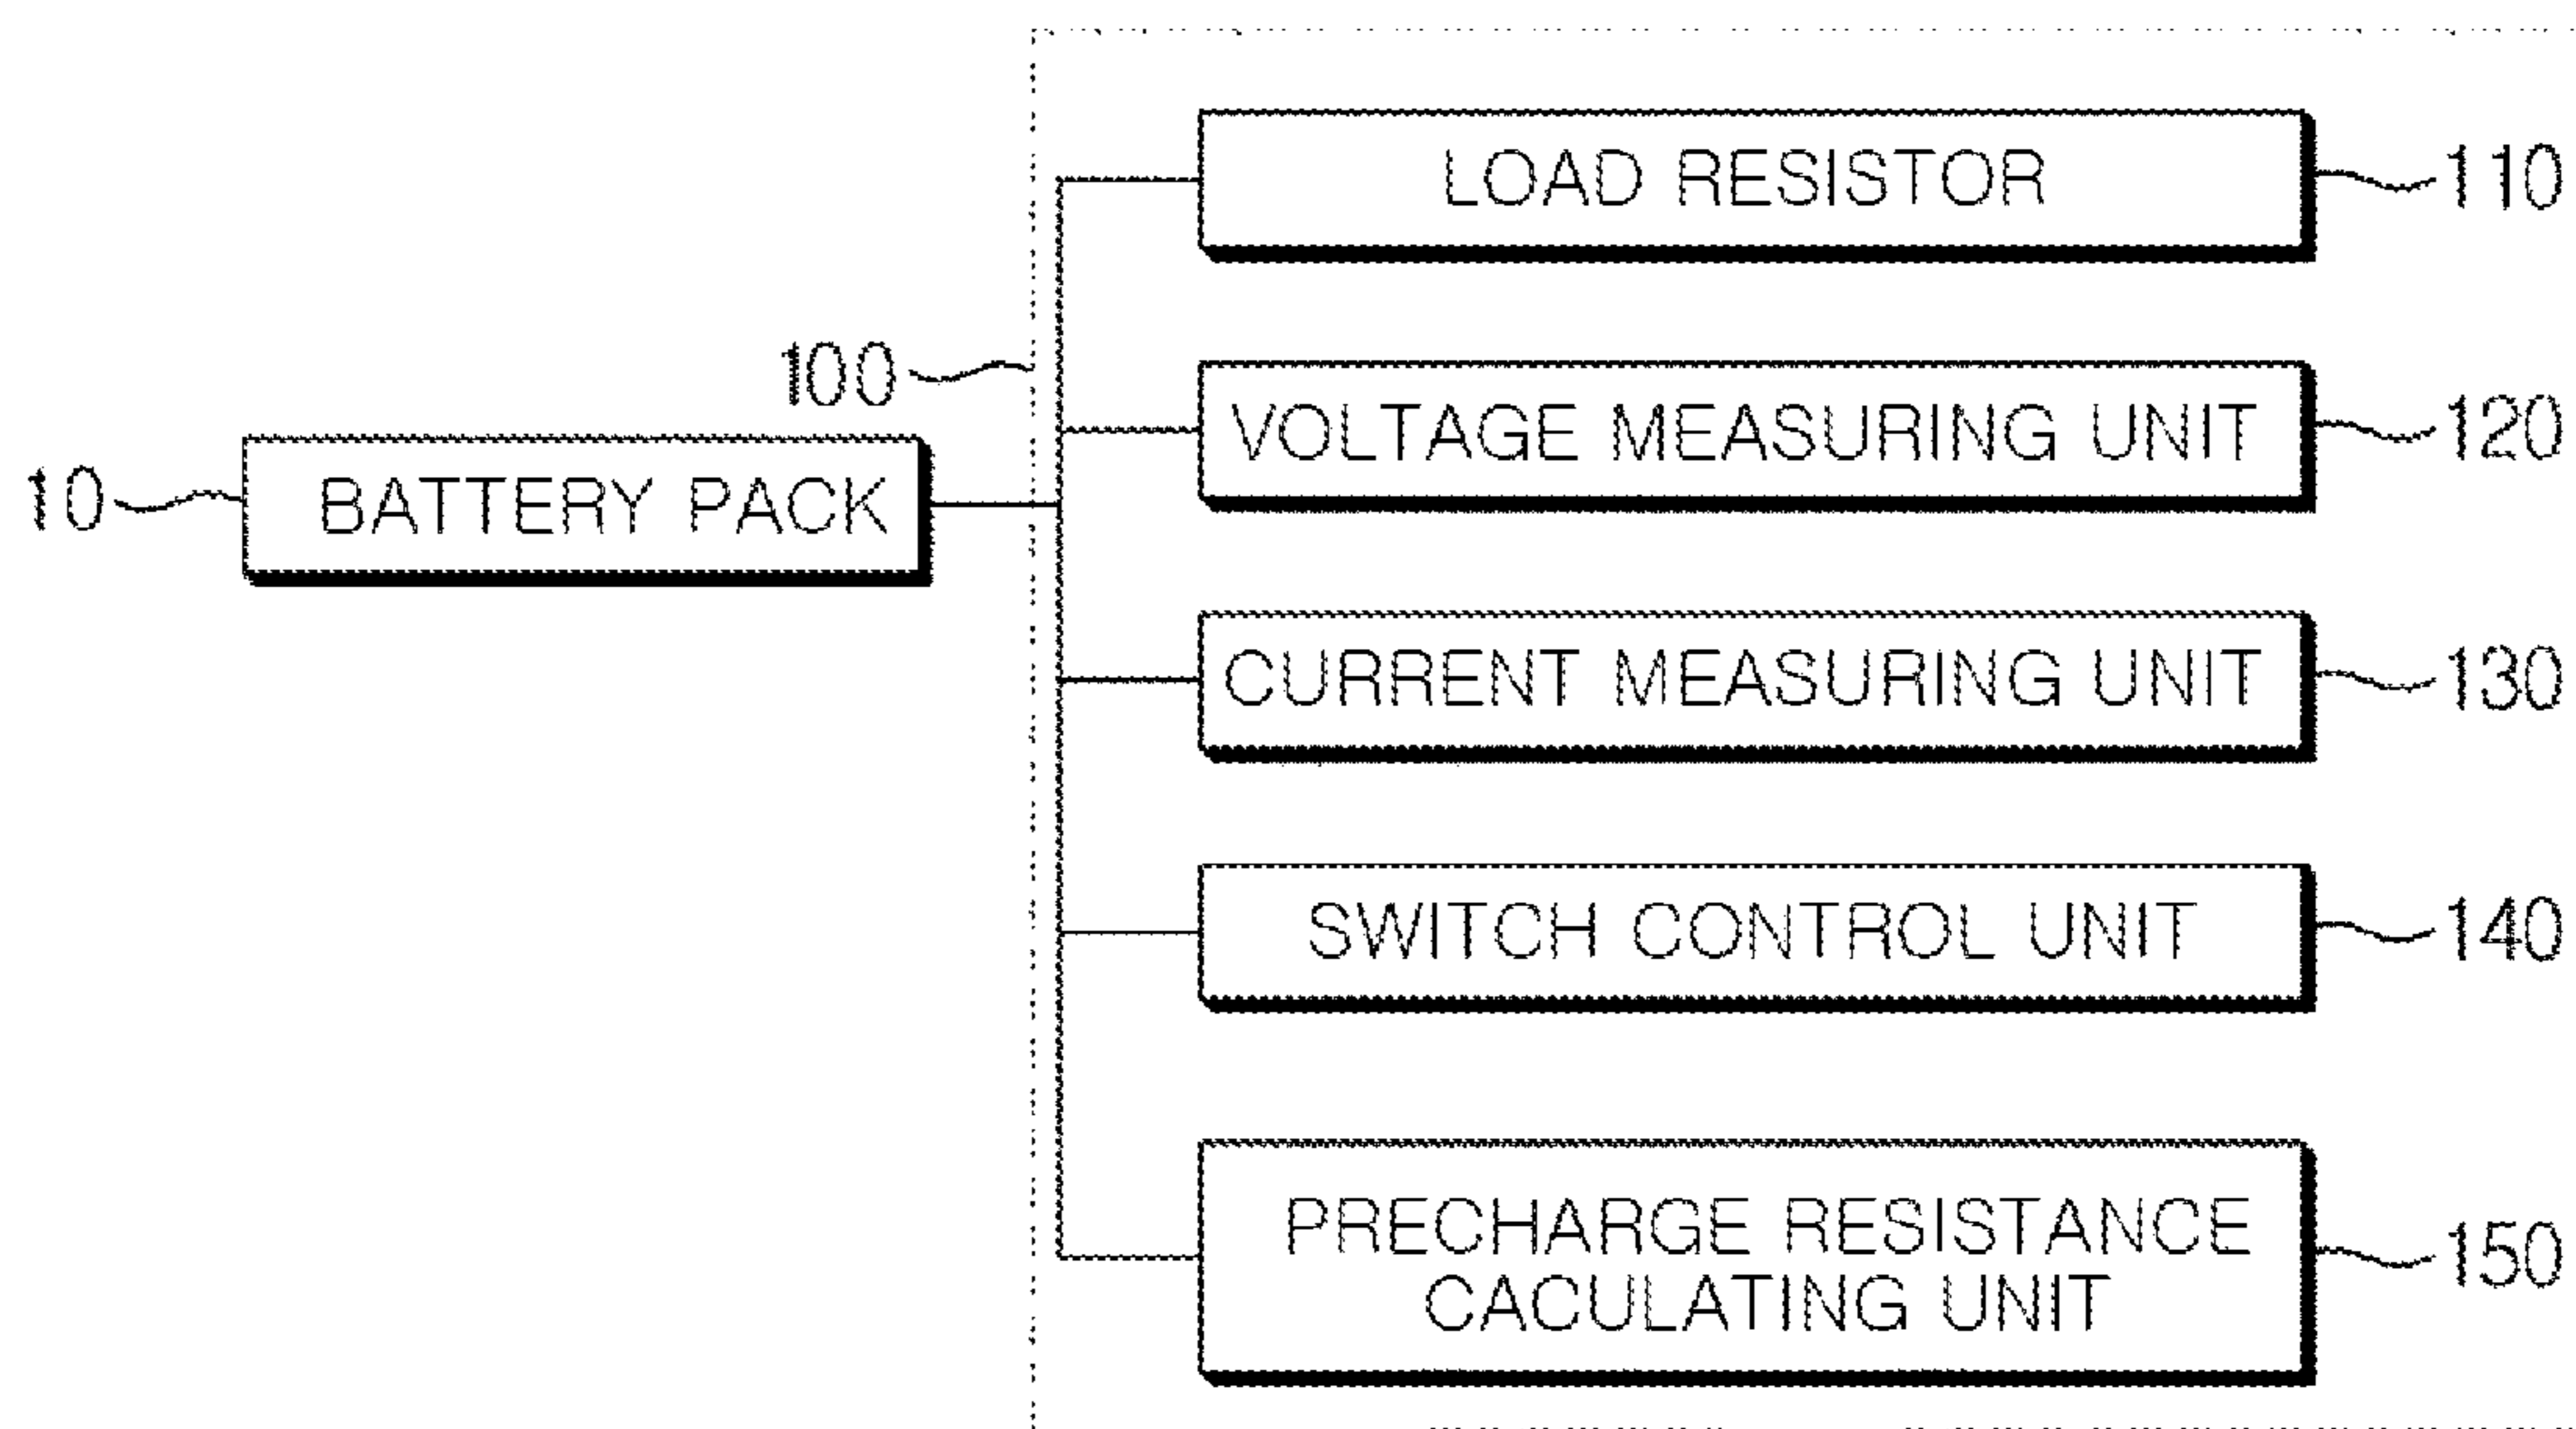 LOAD RESISTOR 110
100
VOLTAGE MEASURING UNIT 120
10 BATTERY PACK
CURRENT MEASURING UNIT 130
SWITCH CONTROL UNIT 140
PRECHARGE RESISTANCE
CACULATING UNIT 150